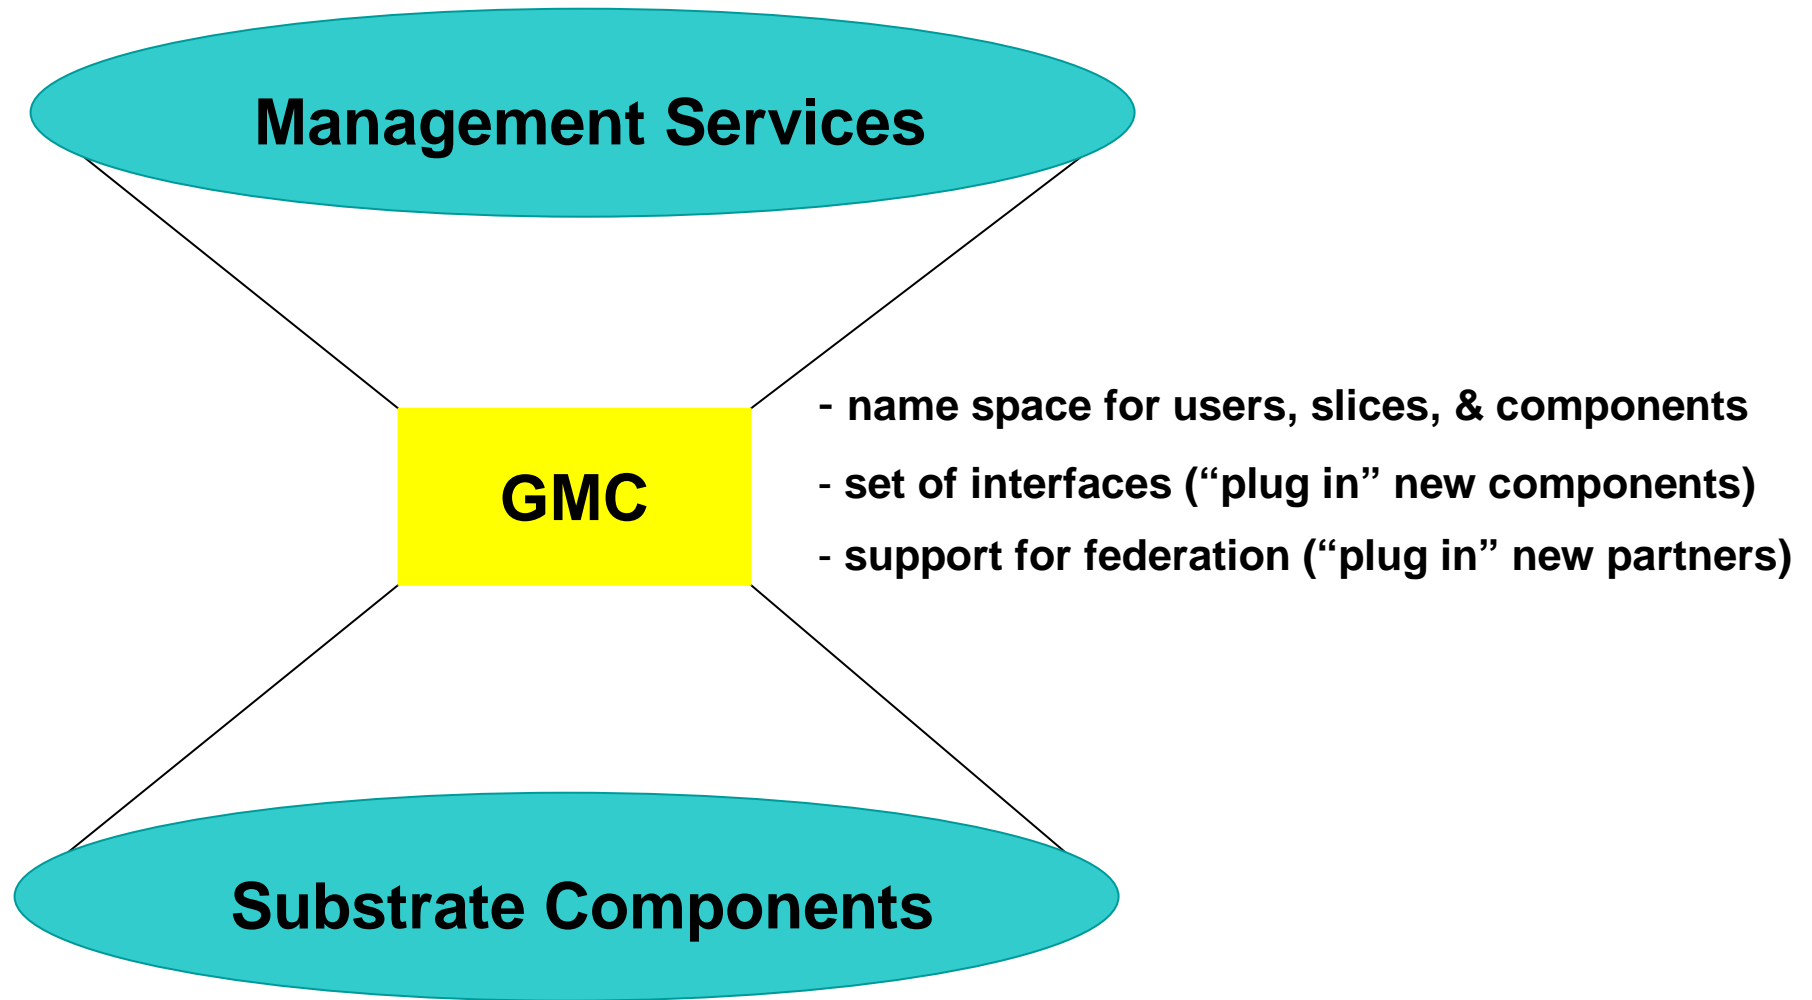 Management Services
- name space for users, slices, & components
GMC
- set of interfaces (“plug in” new components)
- support for federation (“plug in” new partners)
Substrate Components